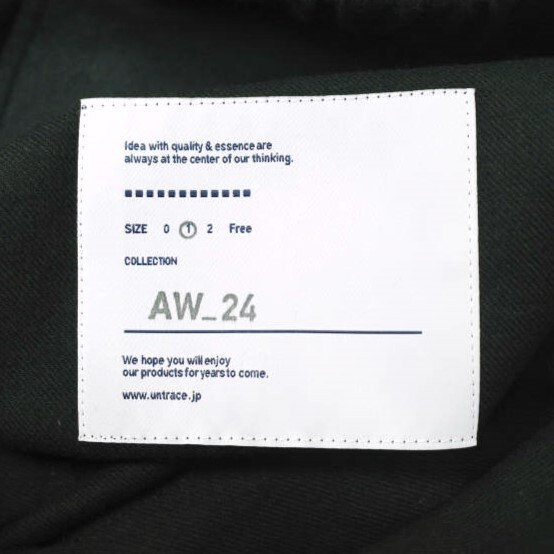 Idea with quality & essence are
always at the center of our thinking.
SIZE 0 1 2 Free
COLLECTION
AW_24
We hope you will enjoy
our products for years to come.
www.untrace.jp